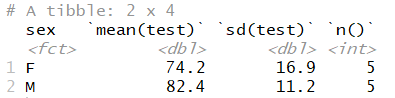 # A tibble: 2 x 4
sex `mean(test)` `sd(test)` `n()`
<fct> <dbl> <dbl> <int>
1 F 74.2 16.9 5
2 M 82.4 11.2 5